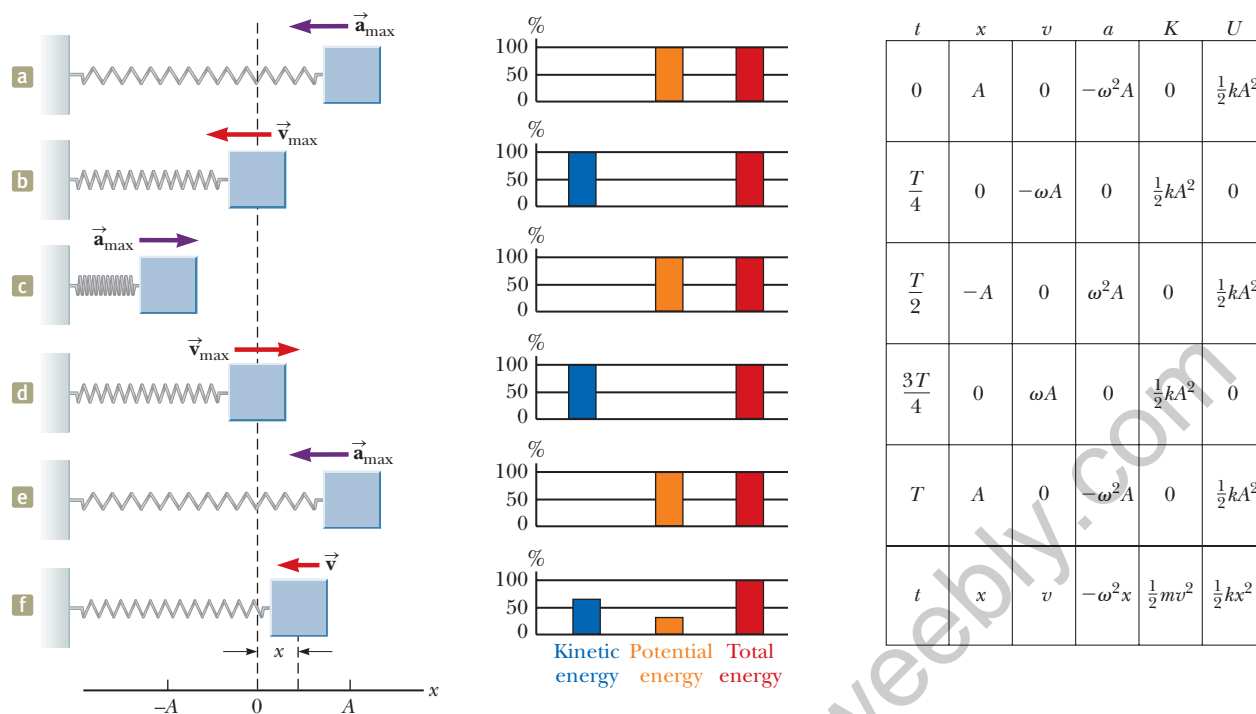 a
a⃗max
b
v⃗max
c
a⃗max
d
v⃗max
e
a⃗max
f
v⃗
x
–A 0 A x
%
100
50
0
%
100
50
0
%
100
50
0
%
100
50
0
%
100
50
0
%
100
50
0
Kinetic energy
Potential energy
Total energy
t x v a K U
0 A 0 −ω²A 0 ½kA²
T/4 0 −ωA 0 ½kA² 0
T/2 −A 0 ω²A 0 ½kA²
3T/4 0 ωA 0 ½kA² 0
T A 0 −ω²A 0 ½kA²
t x v −ω²x ½mv² ½kx²
weebly.com